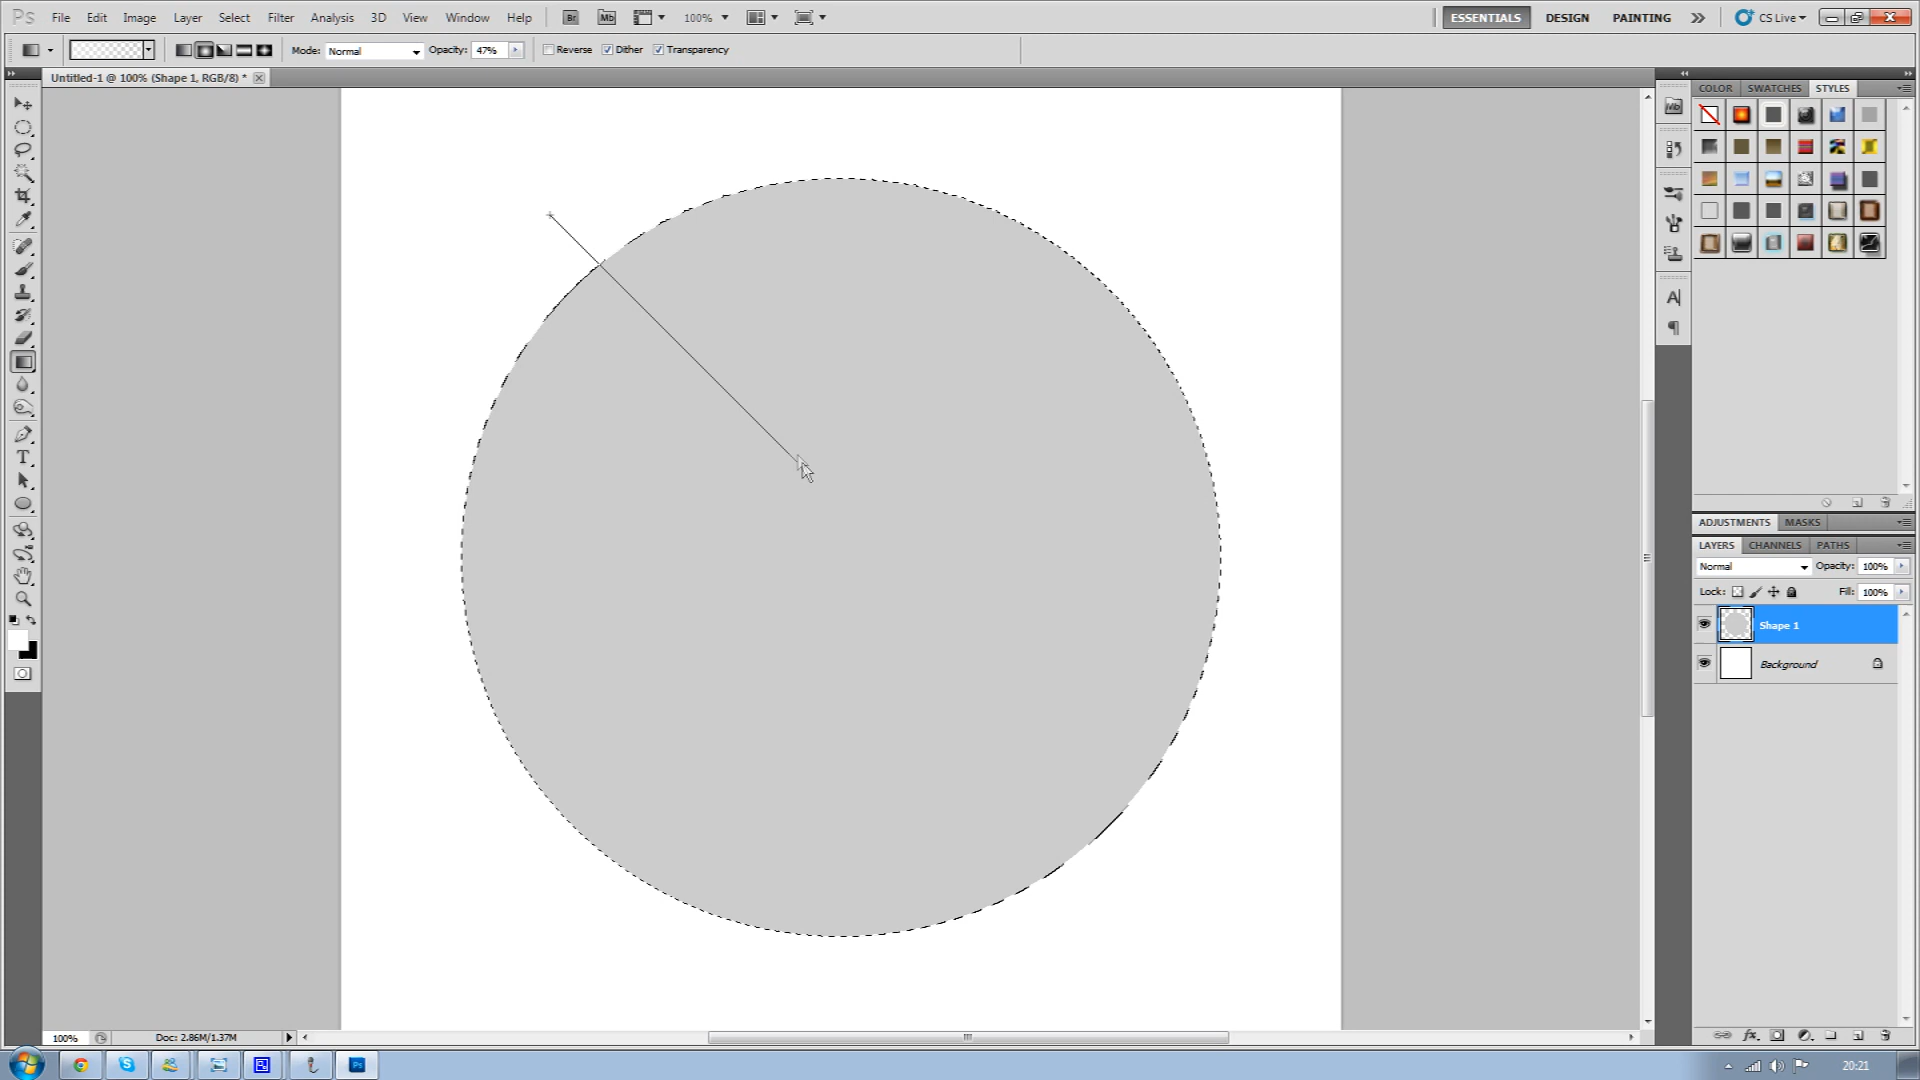 Ps File Edit Image Layer Select Filter Analysis 3D View Window Help Br Mb 100% ESSENTIALS DESIGN PAINTING CS Live
Mode: Normal Opacity: 47% Reverse Dither Transparency
Untitled-1 @ 100% (Shape 1, RGB/8) *
COLOR SWATCHES STYLES
Mb
A
T
ADJUSTMENTS MASKS
LAYERS CHANNELS PATHS
Normal Opacity: 100%
Lock: Fill: 100%
Shape 1
Background
100% Doc: 2.86M/1.37M
fx
Ps 20:21